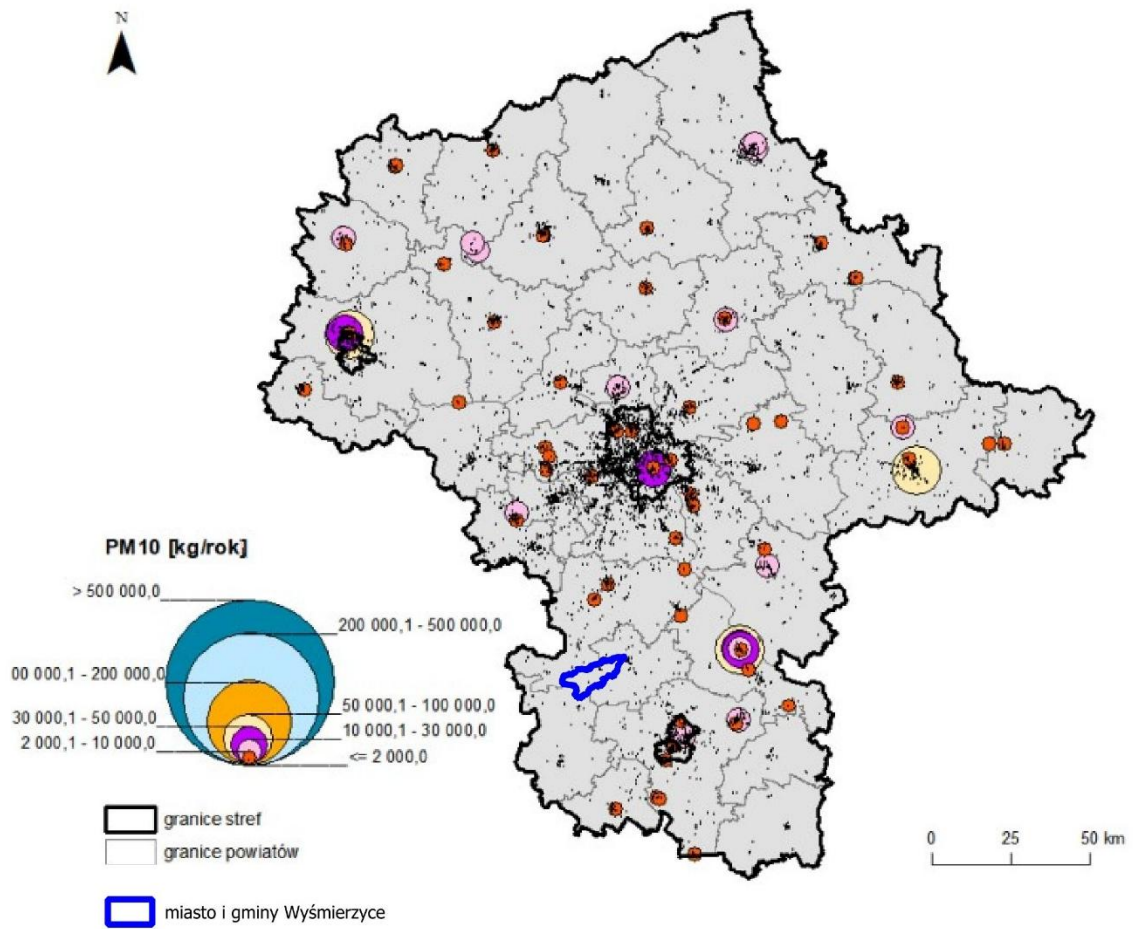 N
PM10 [kg/rok]
> 500 000,0
200 000,1 - 500 000,0
00 000,1 - 200 000,0
50 000,1 - 100 000,0
30 000,1 - 50 000,0
10 000,1 - 30 000,0
2 000,1 - 10 000,0
<= 2 000,0
granice stref
granice powiatów
miasto i gminy Wyśmierzyce
0 25 50 km